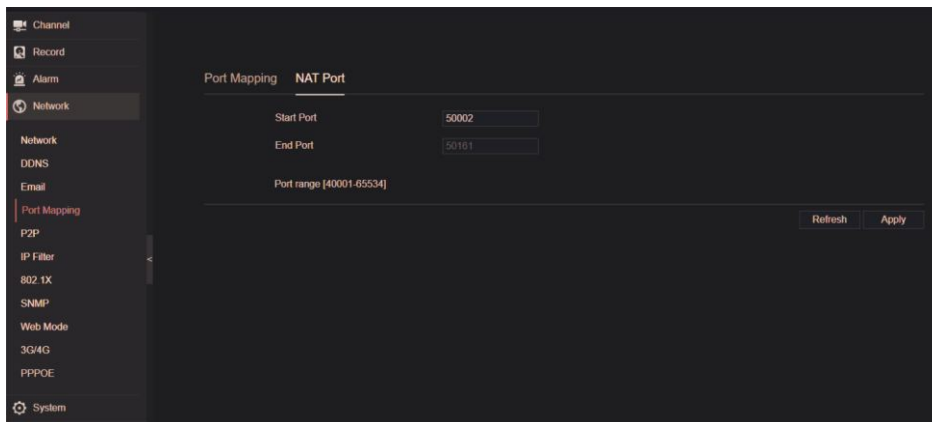 Channel
Record
Alarm
Network
Network
DDNS
Email
Port Mapping
P2P
IP Filter
802.1X
SNMP
Web Mode
3G/4G
PPPOE
System
Port Mapping NAT Port
Start Port 50002
End Port 50161
Port range [40001-65534]
Refresh Apply
<